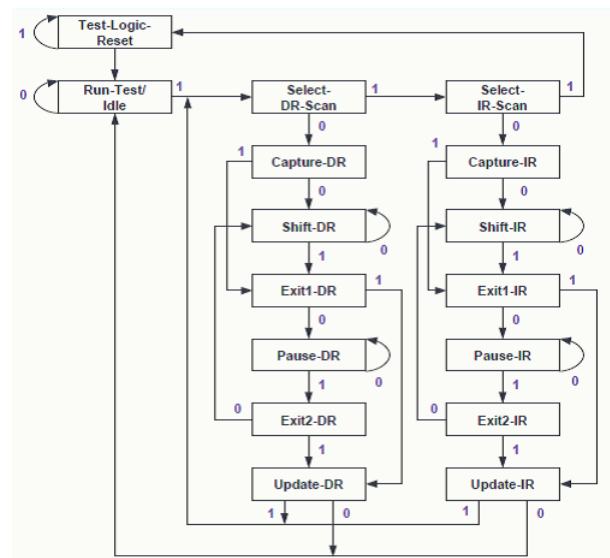 Test-Logic-
Reset
1
Run-Test/
Idle
0
1
Select-
DR-Scan
1
Select-
IR-Scan
1
0
0
1
Capture-DR
1
Capture-IR
0
0
Shift-DR
Shift-IR
0
0
1
1
Exit1-DR
1
Exit1-IR
1
0
0
Pause-DR
Pause-IR
0
0
1
1
0
Exit2-DR
0
Exit2-IR
1
1
Update-DR
Update-IR
1
0
1
0